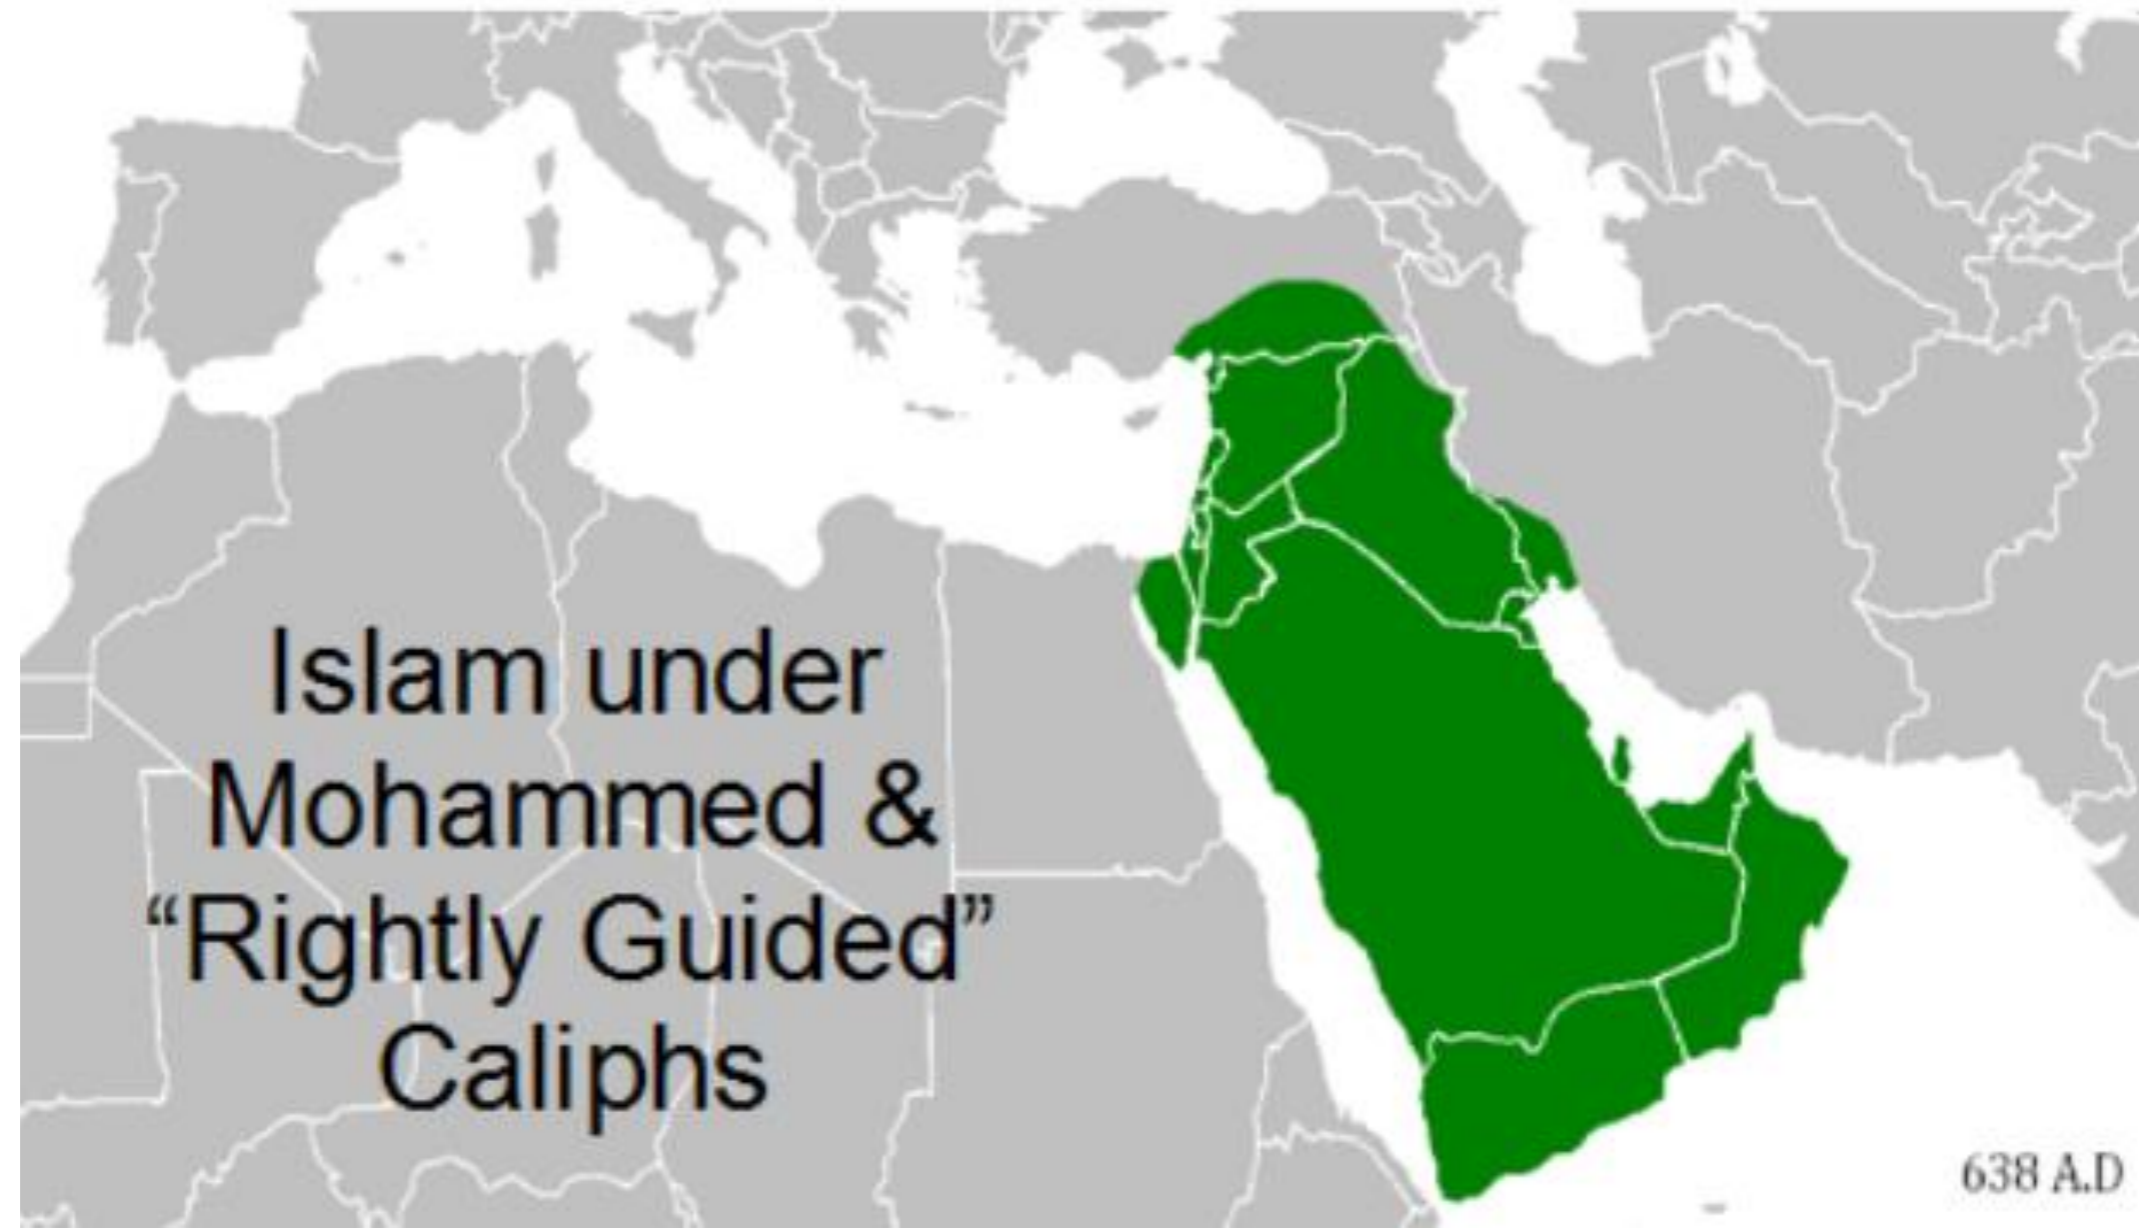 Islam under
Mohammed &
“Rightly Guided”
Caliphs
638 A.D